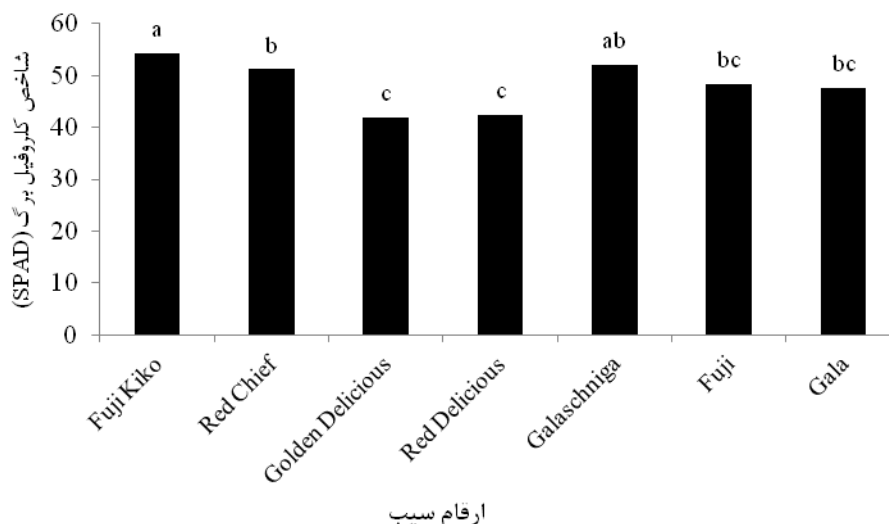 شاخص کلروفیل برگ (SPAD)
60
50
40
30
20
10
0
a
b
c
c
ab
bc
bc
Fuji Kiko
Red Chief
Golden Delicious
Red Delicious
Galaschniga
Fuji
Gala
ارقام سیب